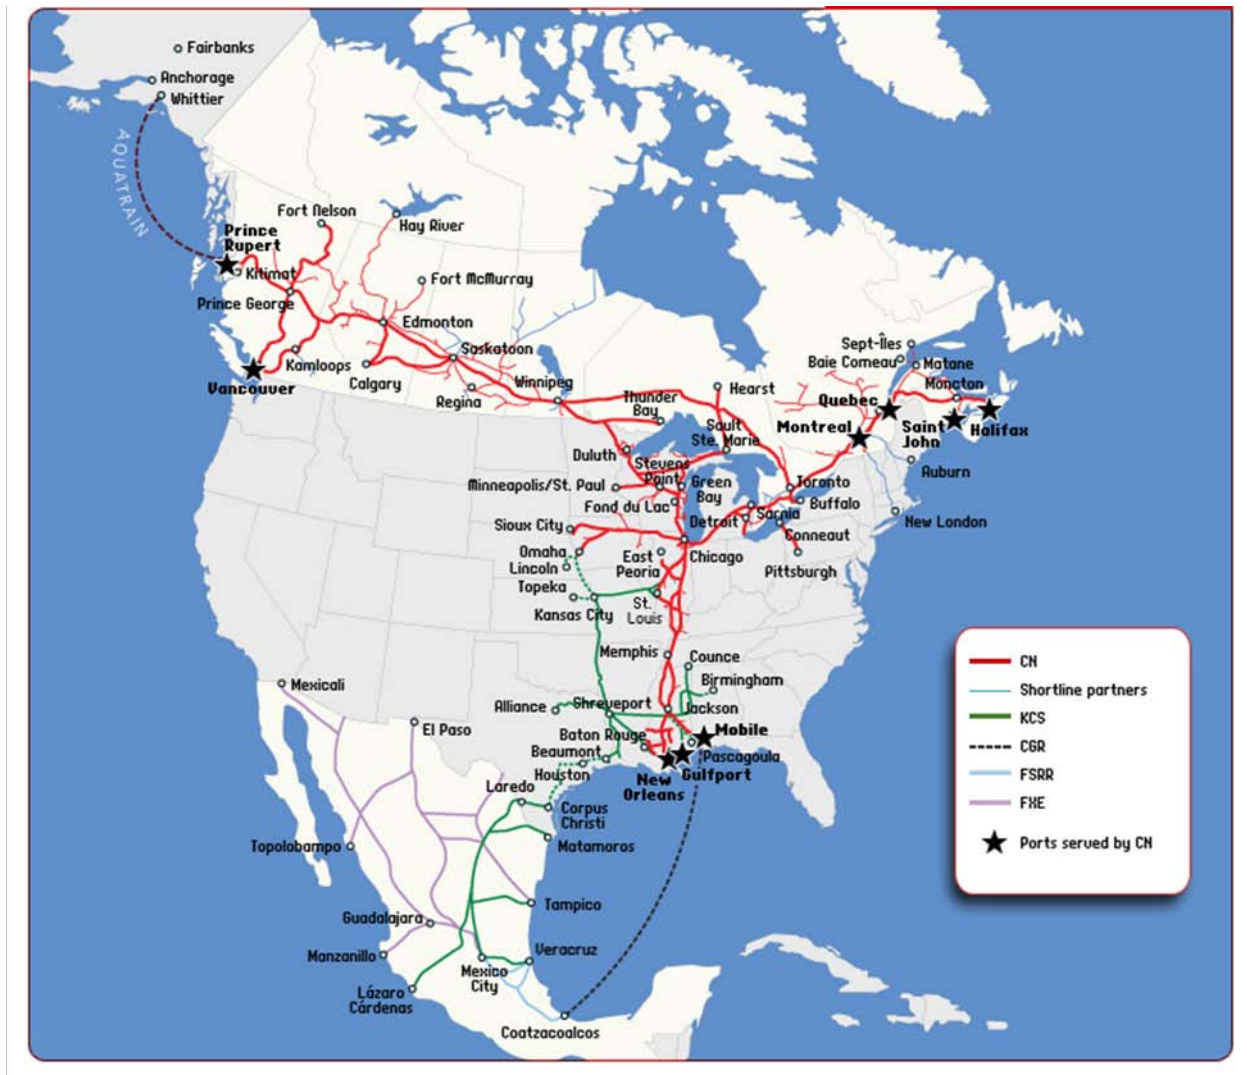 Fairbanks
Anchorage
Whittier
AQUATRAIN
Fort Nelson
Hay River
Prince
Rupert
Kitimat
Fort McMurray
Prince George
Edmonton
Sept-Îles
Baie Comeau
Saskatoon
Matane
Kamloops
Calgary
Winnipeg
Moncton
Vancouver
Regina
Thunder
Bay
Hearst
Quebec
Sault
Ste. Marie
Montreal
Saint
John
Halifax
Duluth
Stevens
Point
Auburn
Minneapolis/St. Paul
Green
Bay
Toronto
Fond du Lac
Buffalo
Sioux City
Detroit
Sarnia
New London
Conneaut
Omaha
East
Peoria
Chicago
Lincoln
Pittsburgh
Topeka
Kansas City
St.
Louis
Memphis
Counce
Mexicali
Birmingham
Alliance
Shreveport
Jackson
El Paso
Baton Rouge
Mobile
Beaumont
Pascagoula
Houston
Gulfport
New
Orleans
Laredo
Corpus
Christi
Topolobampo
Matamoros
Guadalajara
Tampico
Manzanillo
Veracruz
Mexico
City
Lázaro
Cárdenas
Coatzacoalcos
CN
Shortline partners
KCS
CGR
FSRR
FXE
Ports served by CN